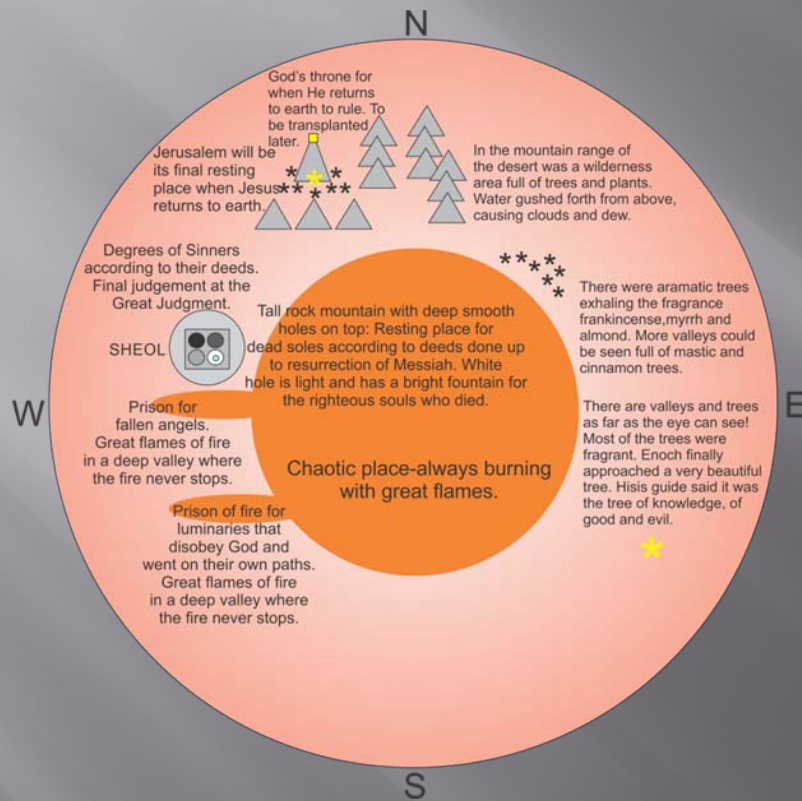 N
God's throne for
when He returns
to earth to rule. To
be transplanted
later.
Jerusalem will be
its final resting
place when Jesus
returns to earth.
In the mountain range of
the desert was a wilderness
area full of trees and plants.
Water gushed forth from above,
causing clouds and dew.
Degrees of Sinners
according to their deeds.
Final judgement at the
Great Judgment.
SHEOL
Tall rock mountain with deep smooth
holes on top: Resting place for
dead soles according to deeds done up
to resurrection of Messiah. White
hole is light and has a bright fountain for
the righteous souls who died.
There were aramatic trees
exhaling the fragrance
frankincense,myrrh and
almond. More valleys could
be seen full of mastic and
cinnamon trees.
W
E
Prison for
fallen angels.
Great flames of fire
in a deep valley where
the fire never stops.
Chaotic place-always burning
with great flames.
There are valleys and trees
as far as the eye can see!
Most of the trees were
fragrant. Enoch finally
approached a very beautiful
tree. Hisis guide said it was
the tree of knowledge, of
good and evil.
Prison of fire for
luminaries that
disobey God and
went on their own paths.
Great flames of fire
in a deep valley where
the fire never stops.
S